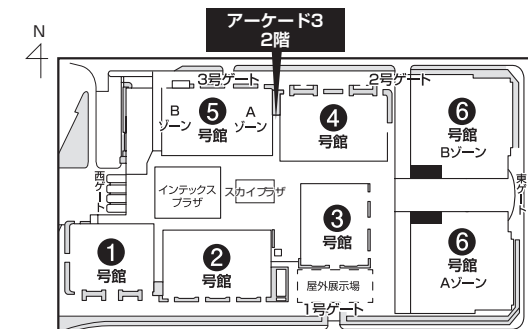 アーケード3
2階
N
3号ゲート
2号ゲート
B
ゾーン
5
号館
A
ゾーン
4
号館
6
号館
Bゾーン
西ゲート
インテックス
プラザ
スカイプラザ
東ゲート
3
号館
1
号館
2
号館
6
号館
Aゾーン
屋外展示場
1号ゲート